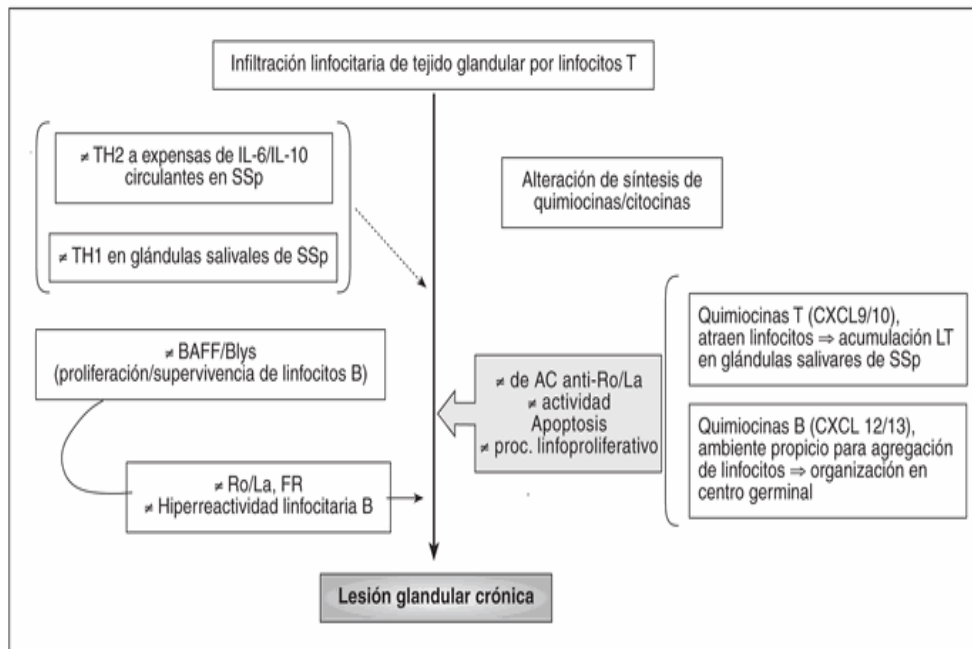 Infiltración linfocitaria de tejido glandular por linfocitos T
≠ TH2 a expensas de IL-6/IL-10
circulantes en SSp
≠ TH1 en glándulas salivales de SSp
Alteración de síntesis de
quimiocinas/citocinas
≠ BAFF/Blys
(proliferación/supervivencia de linfocitos B)
≠ Ro/La, FR
≠ Hiperreactividad linfocitaria B
≠ de AC anti-Ro/La
≠ actividad
Apoptosis
≠ proc. linfoproliferativo
Quimiocinas T (CXCL9/10),
atraen linfocitos ⇒ acumulación LT
en glándulas salivares de SSp
Quimiocinas B (CXCL 12/13),
ambiente propicio para agregación
de linfocitos ⇒ organización en
centro germinal
Lesión glandular crónica